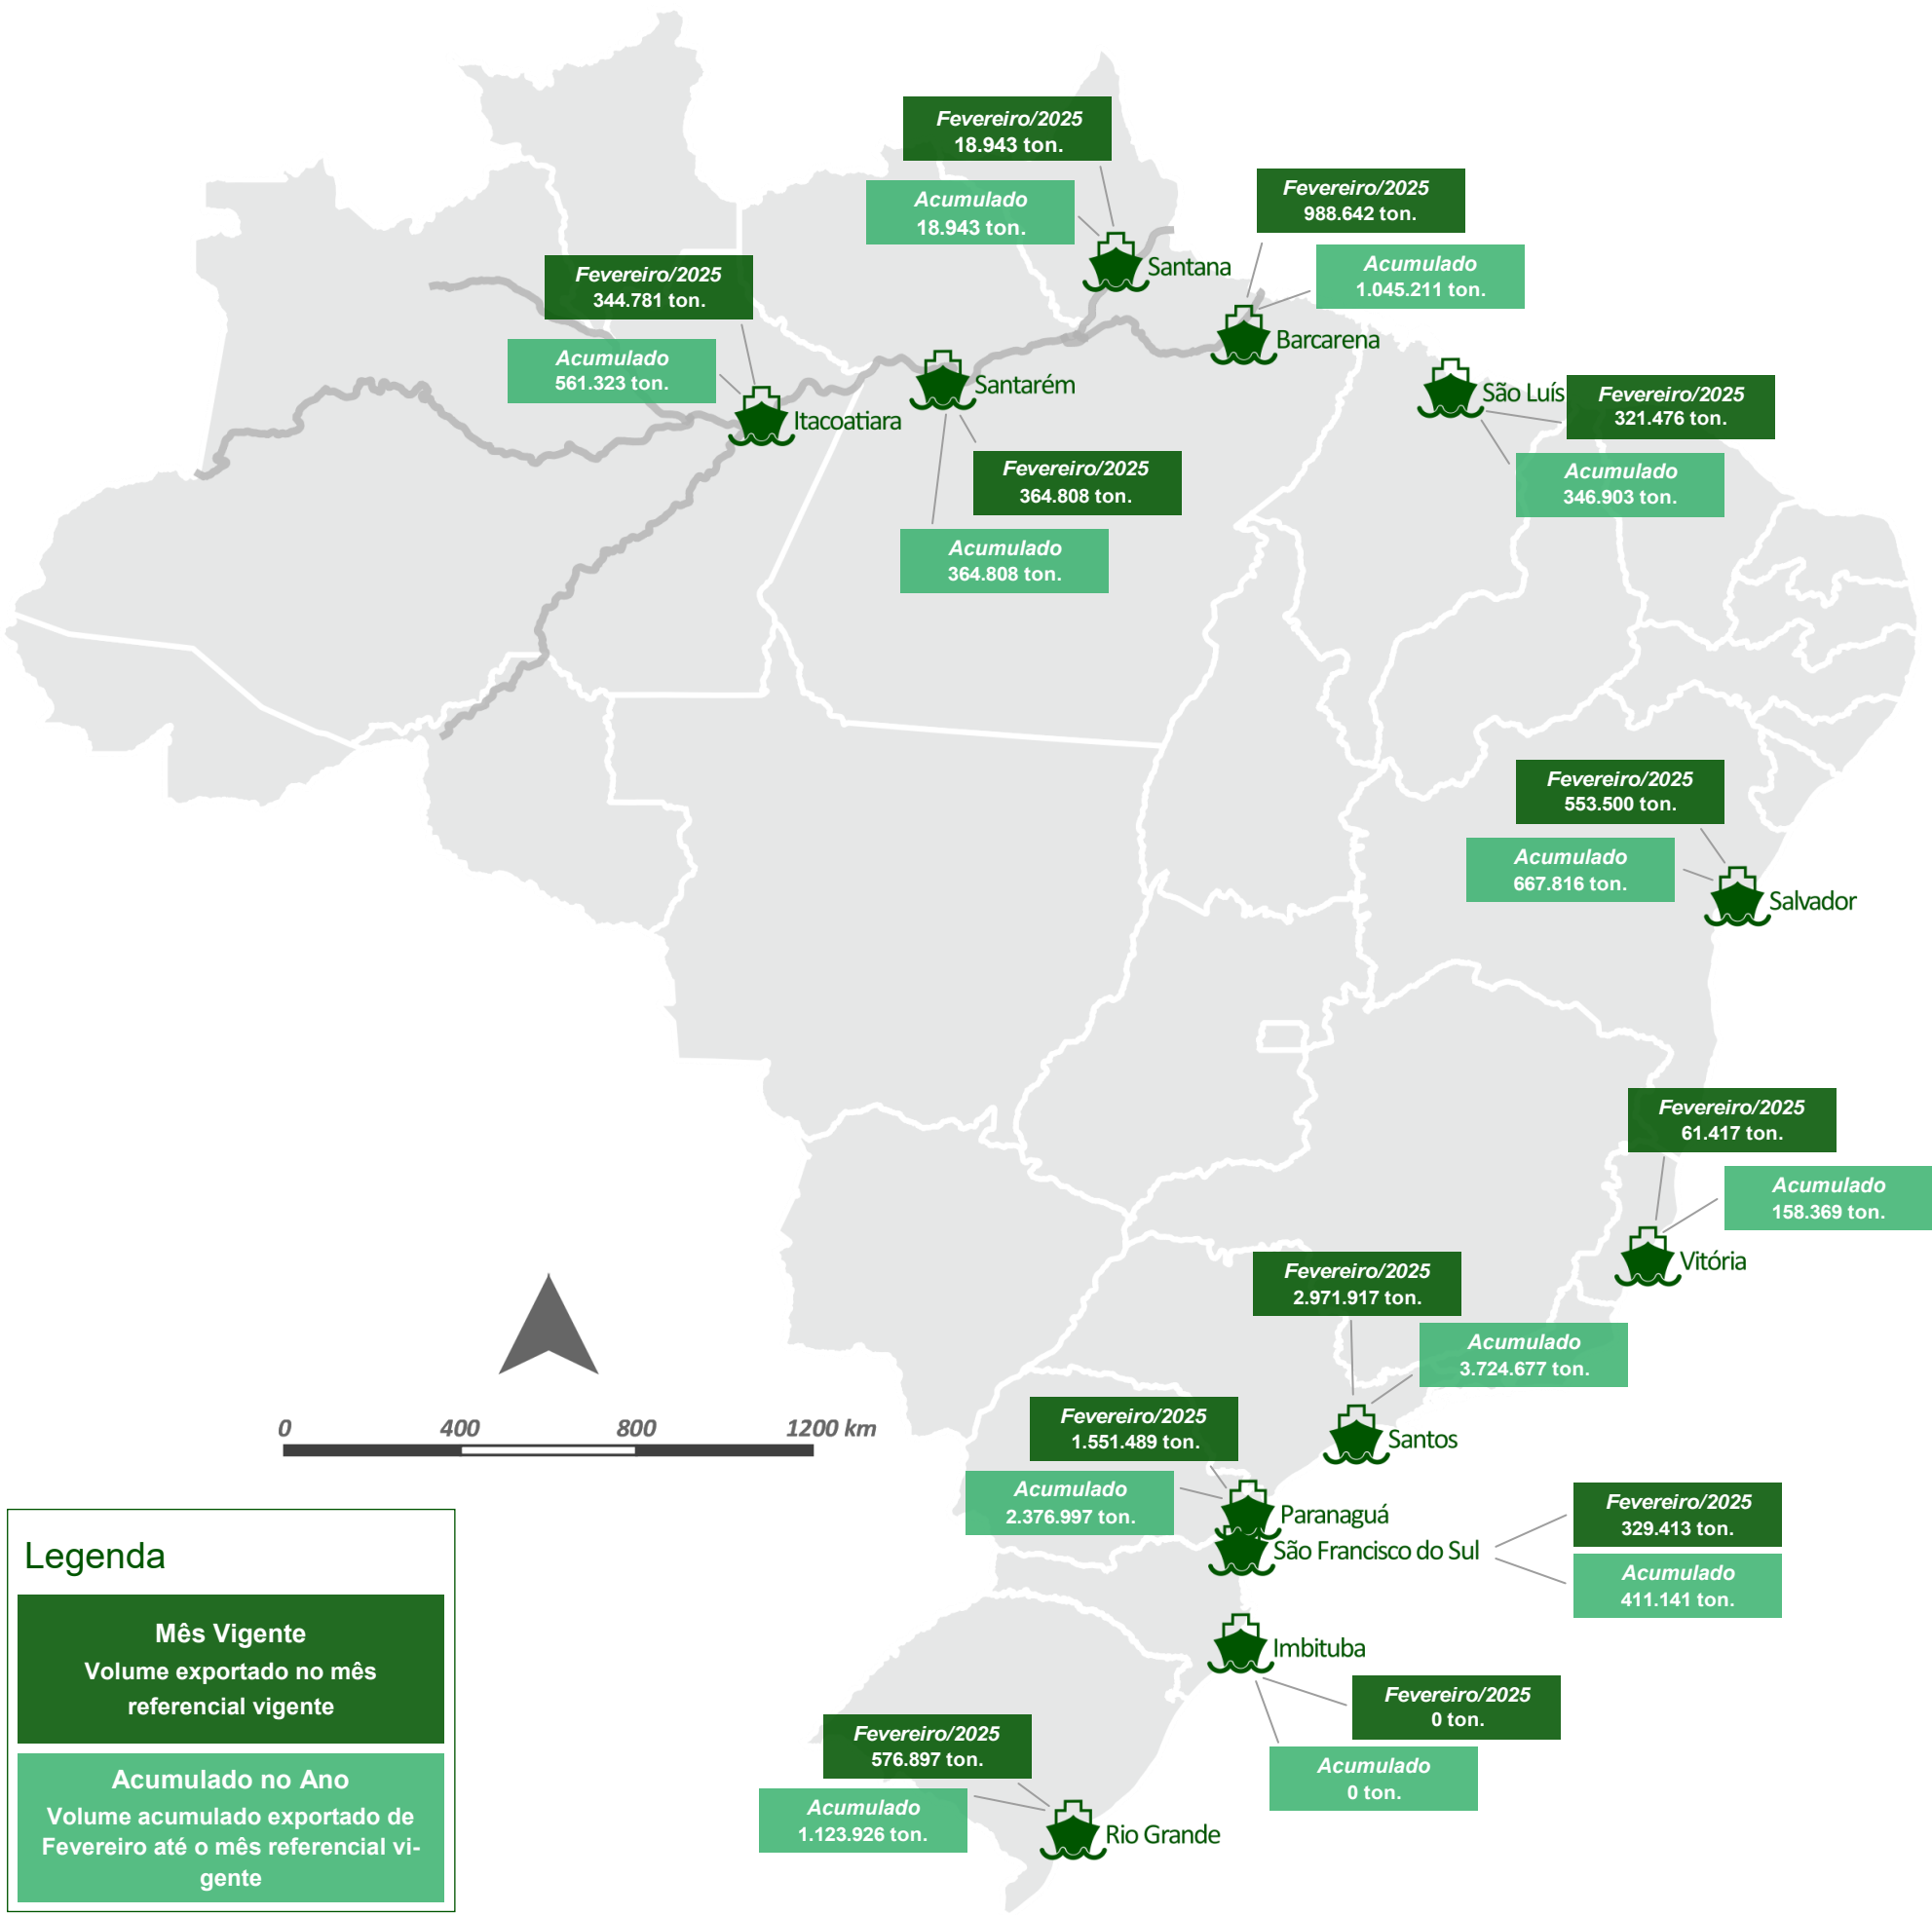 Fevereiro/2025
18.943 ton.
Acumulado
18.943 ton.
Santana
Fevereiro/2025
988.642 ton.
Acumulado
1.045.211 ton.
Barcarena
Fevereiro/2025
344.781 ton.
Acumulado
561.323 ton.
Itacoatiara
Santarém
Fevereiro/2025
364.808 ton.
Acumulado
364.808 ton.
São Luís
Fevereiro/2025
321.476 ton.
Acumulado
346.903 ton.
Fevereiro/2025
553.500 ton.
Acumulado
667.816 ton.
Salvador
Fevereiro/2025
61.417 ton.
Acumulado
158.369 ton.
Vitória
Fevereiro/2025
2.971.917 ton.
Acumulado
3.724.677 ton.
Santos
Fevereiro/2025
1.551.489 ton.
Acumulado
2.376.997 ton.
Paranaguá
São Francisco do Sul
Fevereiro/2025
329.413 ton.
Acumulado
411.141 ton.
Imbituba
Fevereiro/2025
0 ton.
Acumulado
0 ton.
Fevereiro/2025
576.897 ton.
Acumulado
1.123.926 ton.
Rio Grande
0 400 800 1200 km
Legenda
Mês Vigente
Volume exportado no mês
referencial vigente
Acumulado no Ano
Volume acumulado exportado de
Fevereiro até o mês referencial vi-
gente